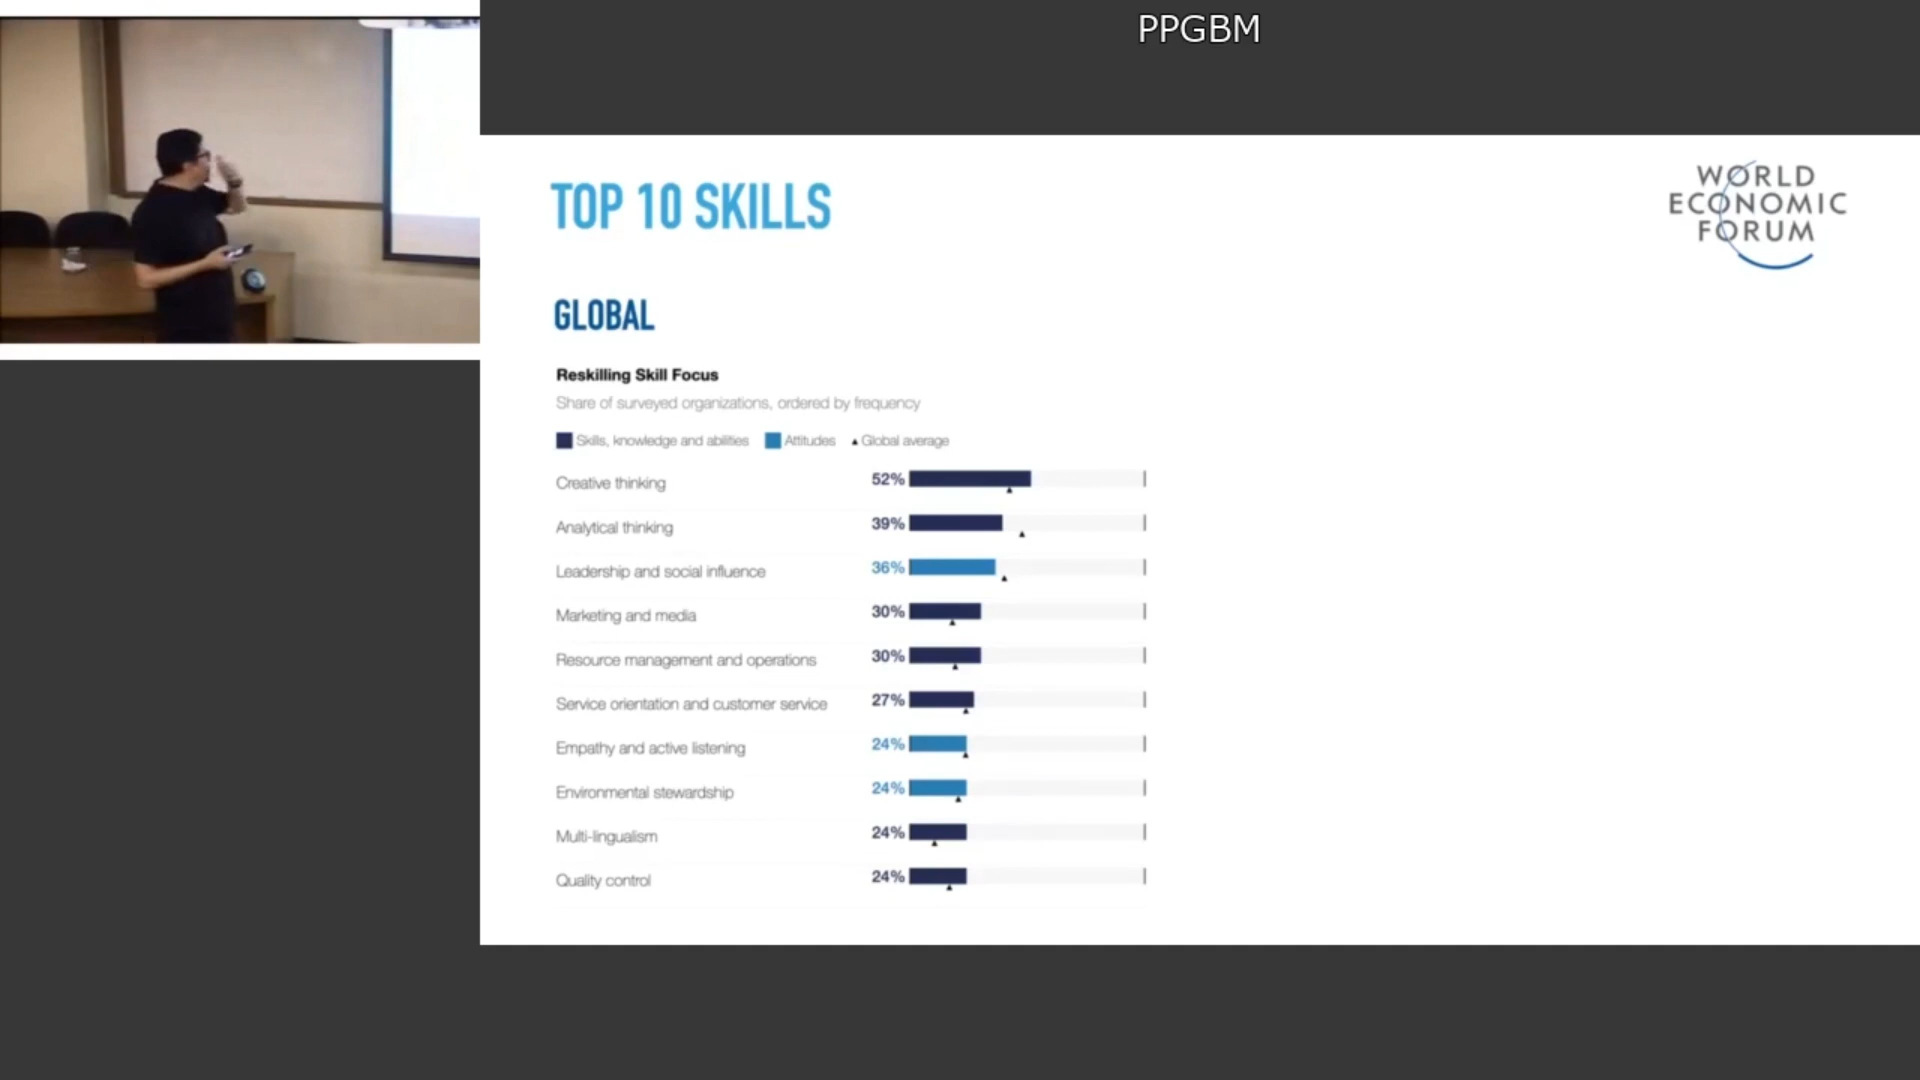 PPGBM
TOP 10 SKILLS
WORLD
ECONOMIC
FORUM
GLOBAL
Reskilling Skill Focus
Share of surveyed organizations, ordered by frequency
Skills, knowledge and abilities Attitudes Global average
Creative thinking 52%
Analytical thinking 39%
Leadership and social influence 36%
Marketing and media 30%
Resource management and operations 30%
Service orientation and customer service 27%
Empathy and active listening 24%
Environmental stewardship 24%
Multi-lingualism 24%
Quality control 24%